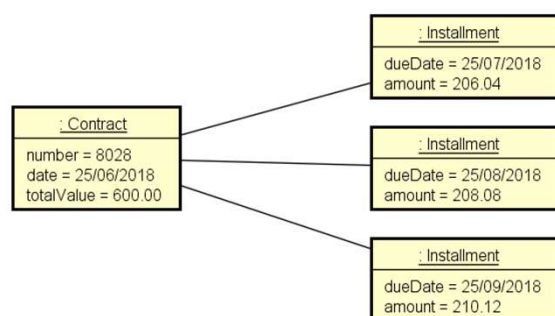 : Contract
number = 8028
date = 25/06/2018
totalValue = 600.00
: Installment
dueDate = 25/07/2018
amount = 206.04
: Installment
dueDate = 25/08/2018
amount = 208.08
: Installment
dueDate = 25/09/2018
amount = 210.12